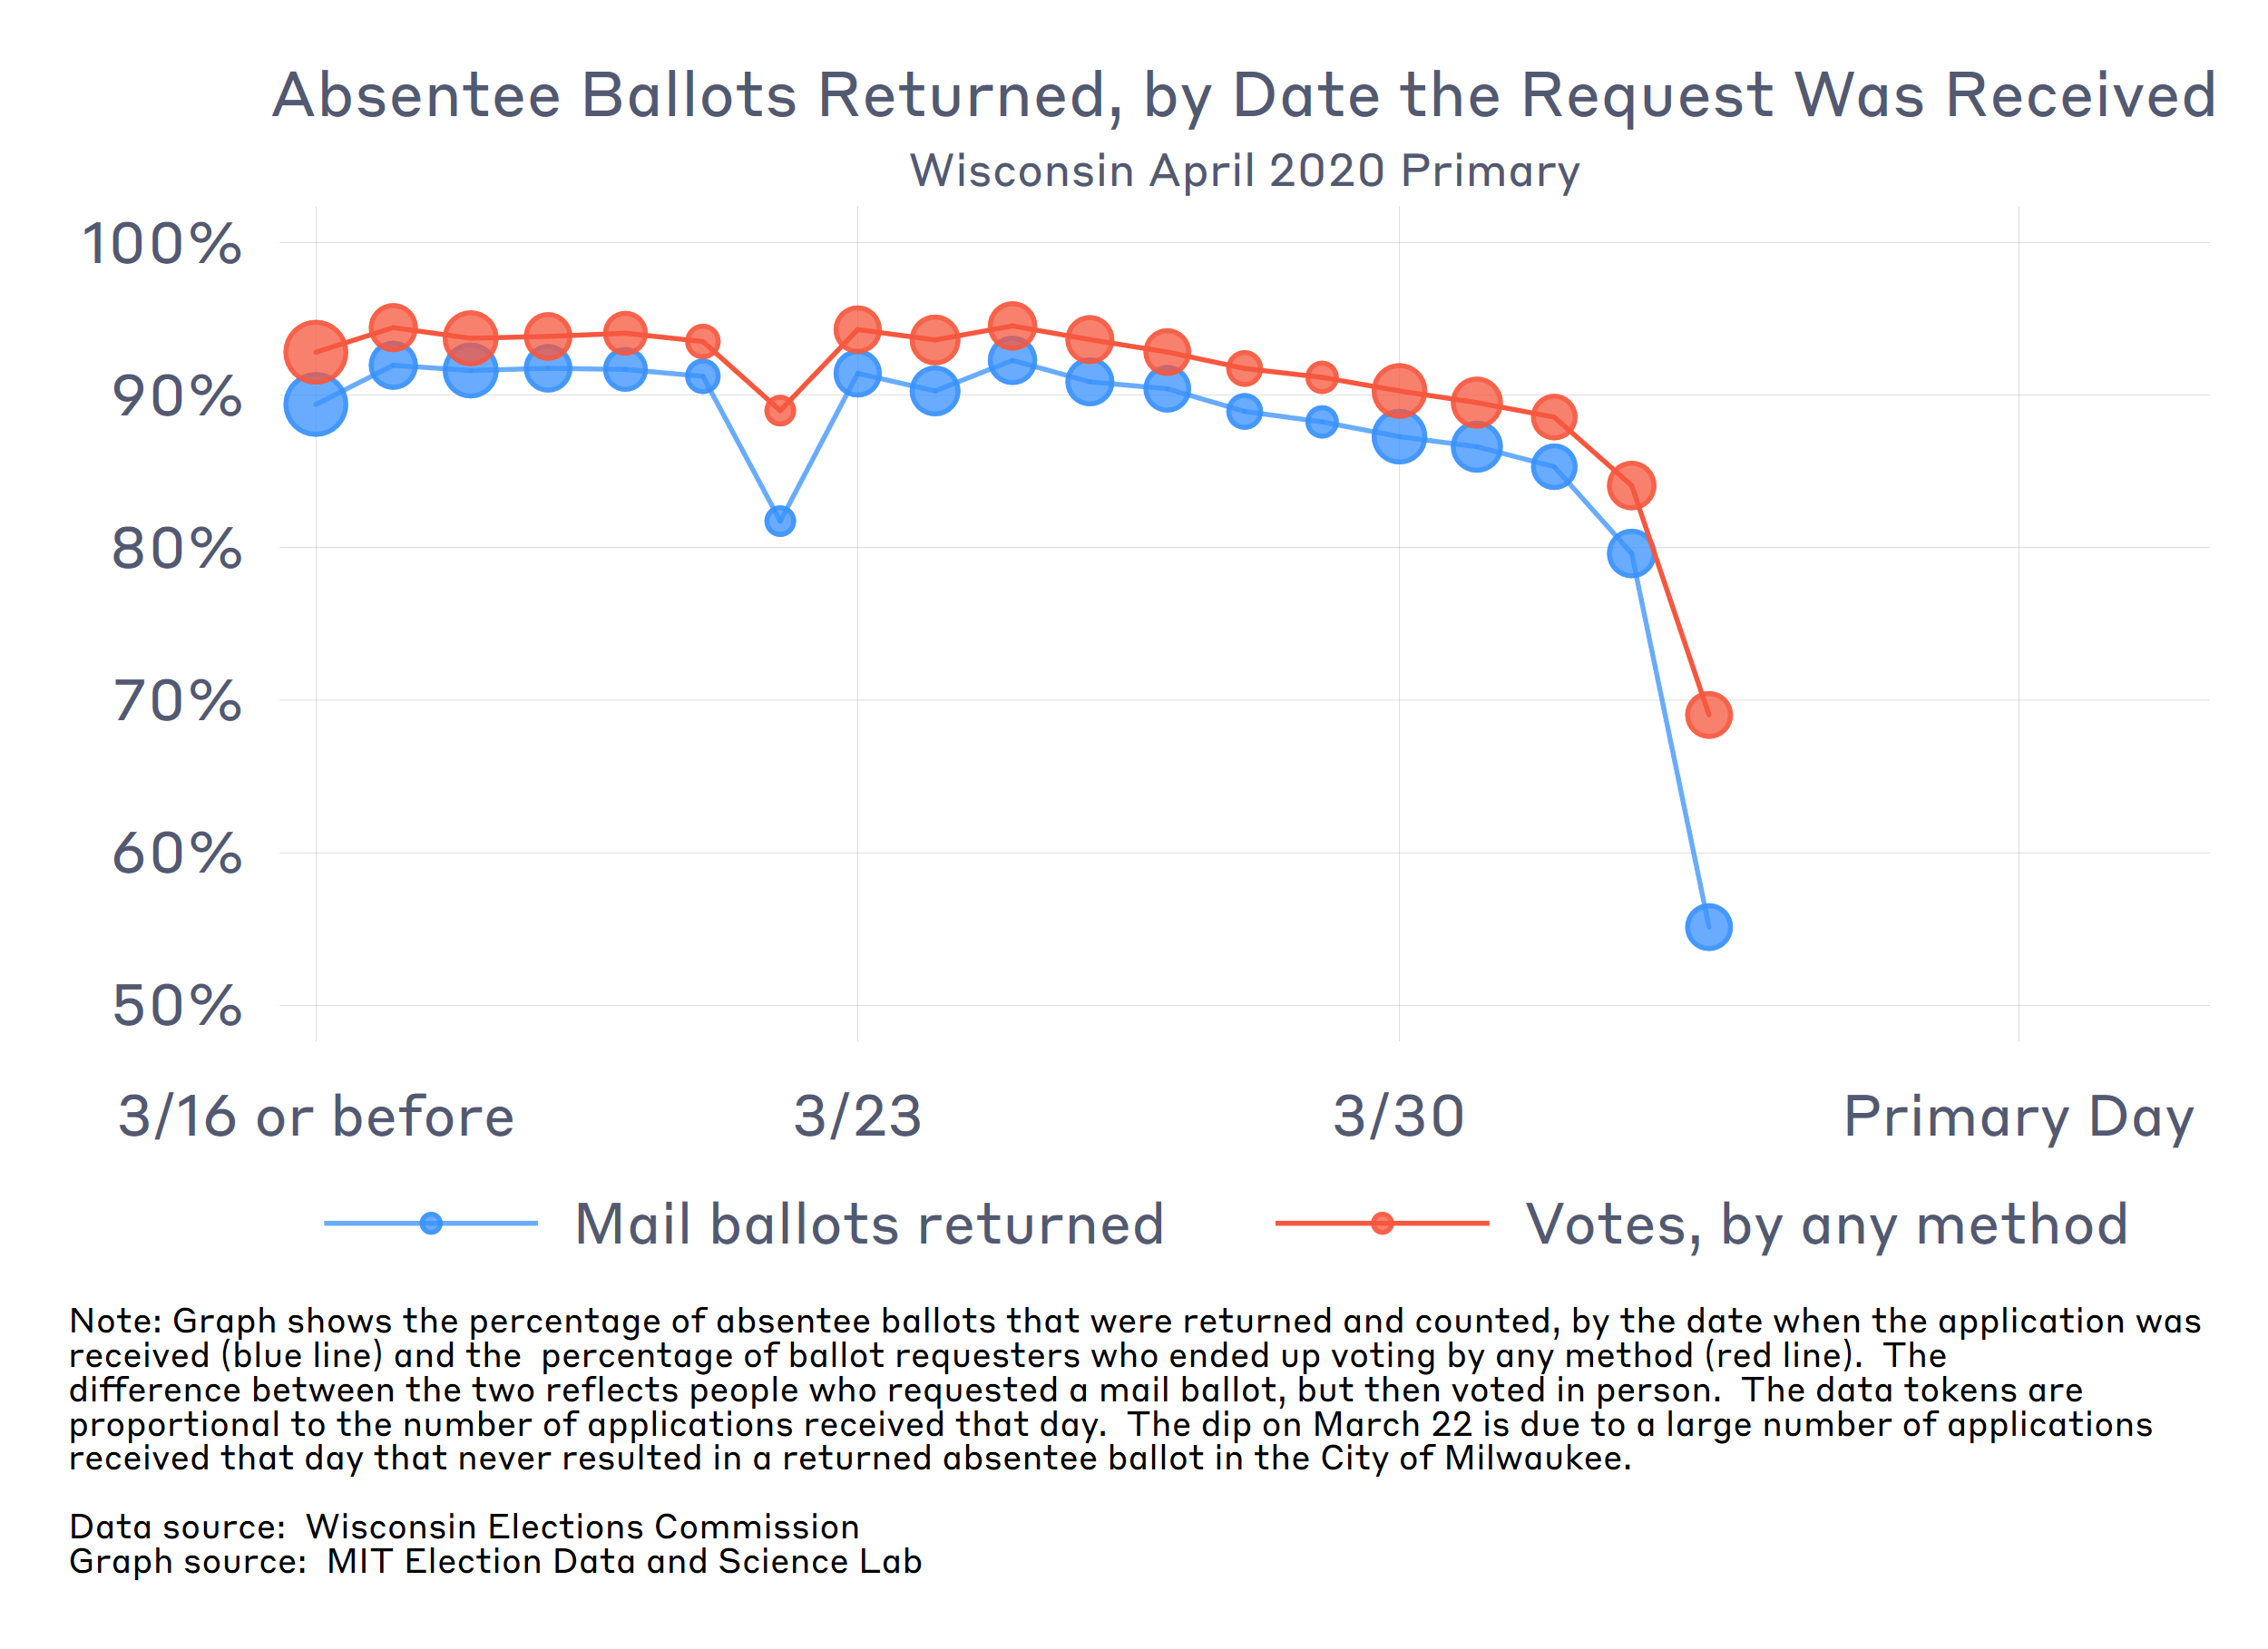 Absentee Ballots Returned, by Date the Request Was Received
Wisconsin April 2020 Primary
100%
90%
80%
70%
60%
50%
3/16 or before
3/23
3/30
Primary Day
Mail ballots returned
Votes, by any method
Note: Graph shows the percentage of absentee ballots that were returned and counted, by the date when the application was
received (blue line) and the  percentage of ballot requesters who ended up voting by any method (red line).  The
difference between the two reflects people who requested a mail ballot, but then voted in person.  The data tokens are
proportional to the number of applications received that day.  The dip on March 22 is due to a large number of applications
received that day that never resulted in a returned absentee ballot in the City of Milwaukee.
Data source:  Wisconsin Elections Commission
Graph source:  MIT Election Data and Science Lab